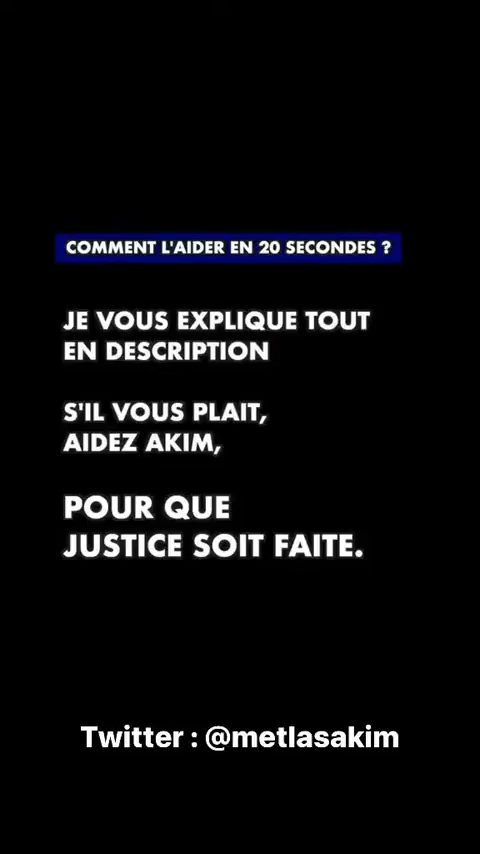 COMMENT L'AIDER EN 20 SECONDES ?
JE VOUS EXPLIQUE TOUT
EN DESCRIPTION
S'IL VOUS PLAIT,
AIDEZ AKIM,
POUR QUE
JUSTICE SOIT FAITE.
Twitter : @metlasakim